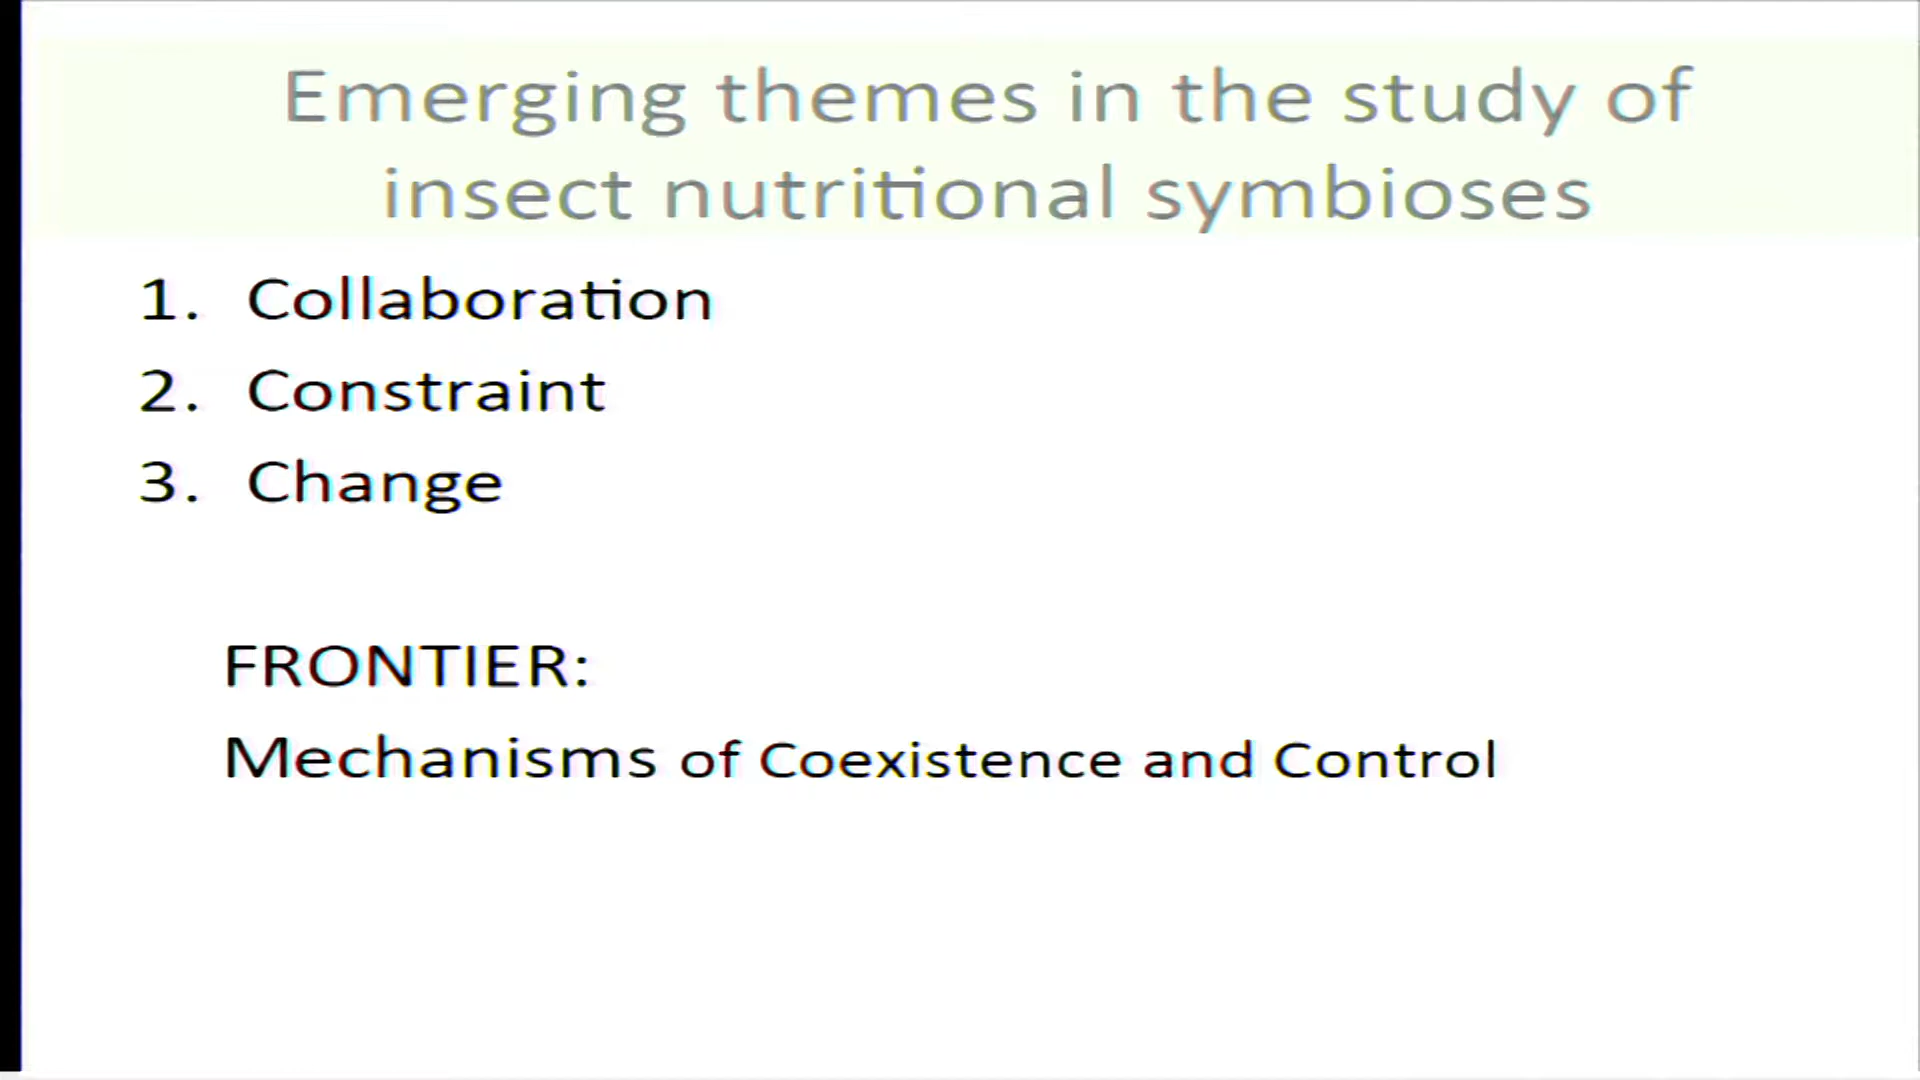 Emerging themes in the study of
insect nutritional symbioses
1. Collaboration
2. Constraint
3. Change
FRONTIER:
Mechanisms of Coexistence and Control